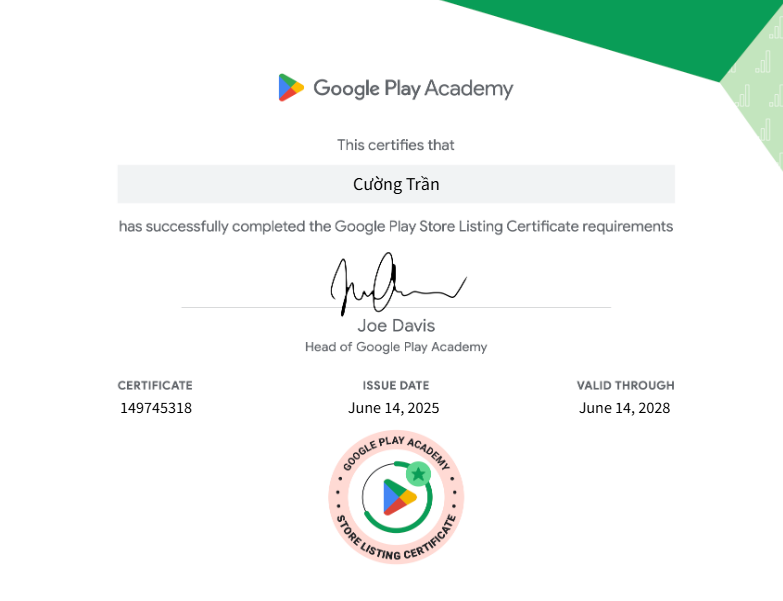 Google Play Academy
This certifies that
Cường Trần
has successfully completed the Google Play Store Listing Certificate requirements
Joe Davis
Head of Google Play Academy
CERTIFICATE
149745318
ISSUE DATE
June 14, 2025
VALID THROUGH
June 14, 2028
GOOGLE PLAY ACADEMY
STORE LISTING CERTIFICATE